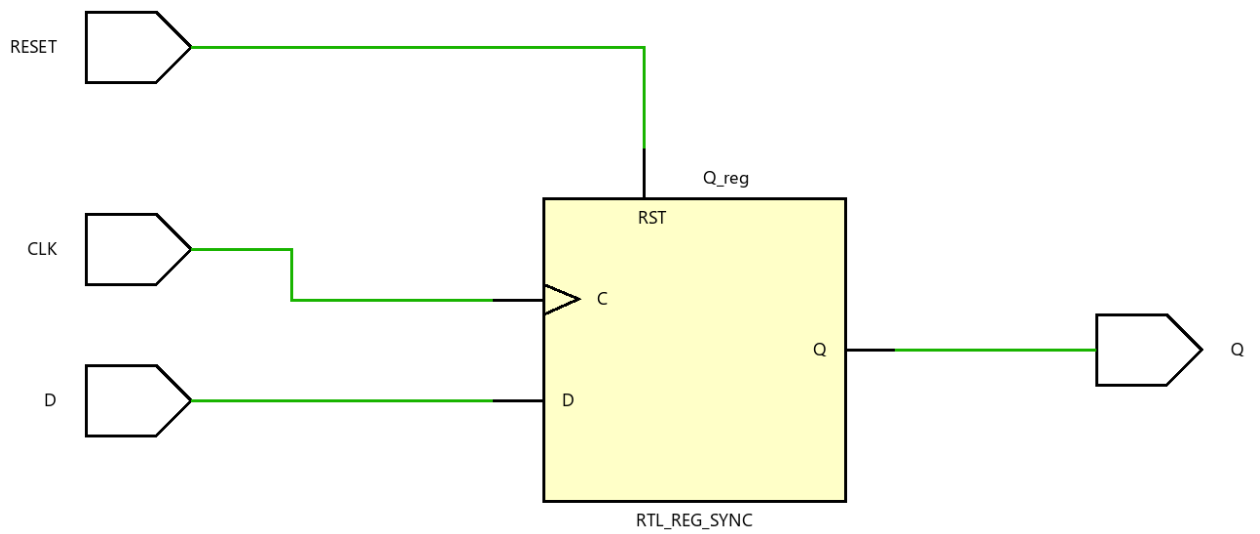 RESET
Q_reg
RST
CLK
C
Q
Q
D
D
RTL_REG_SYNC